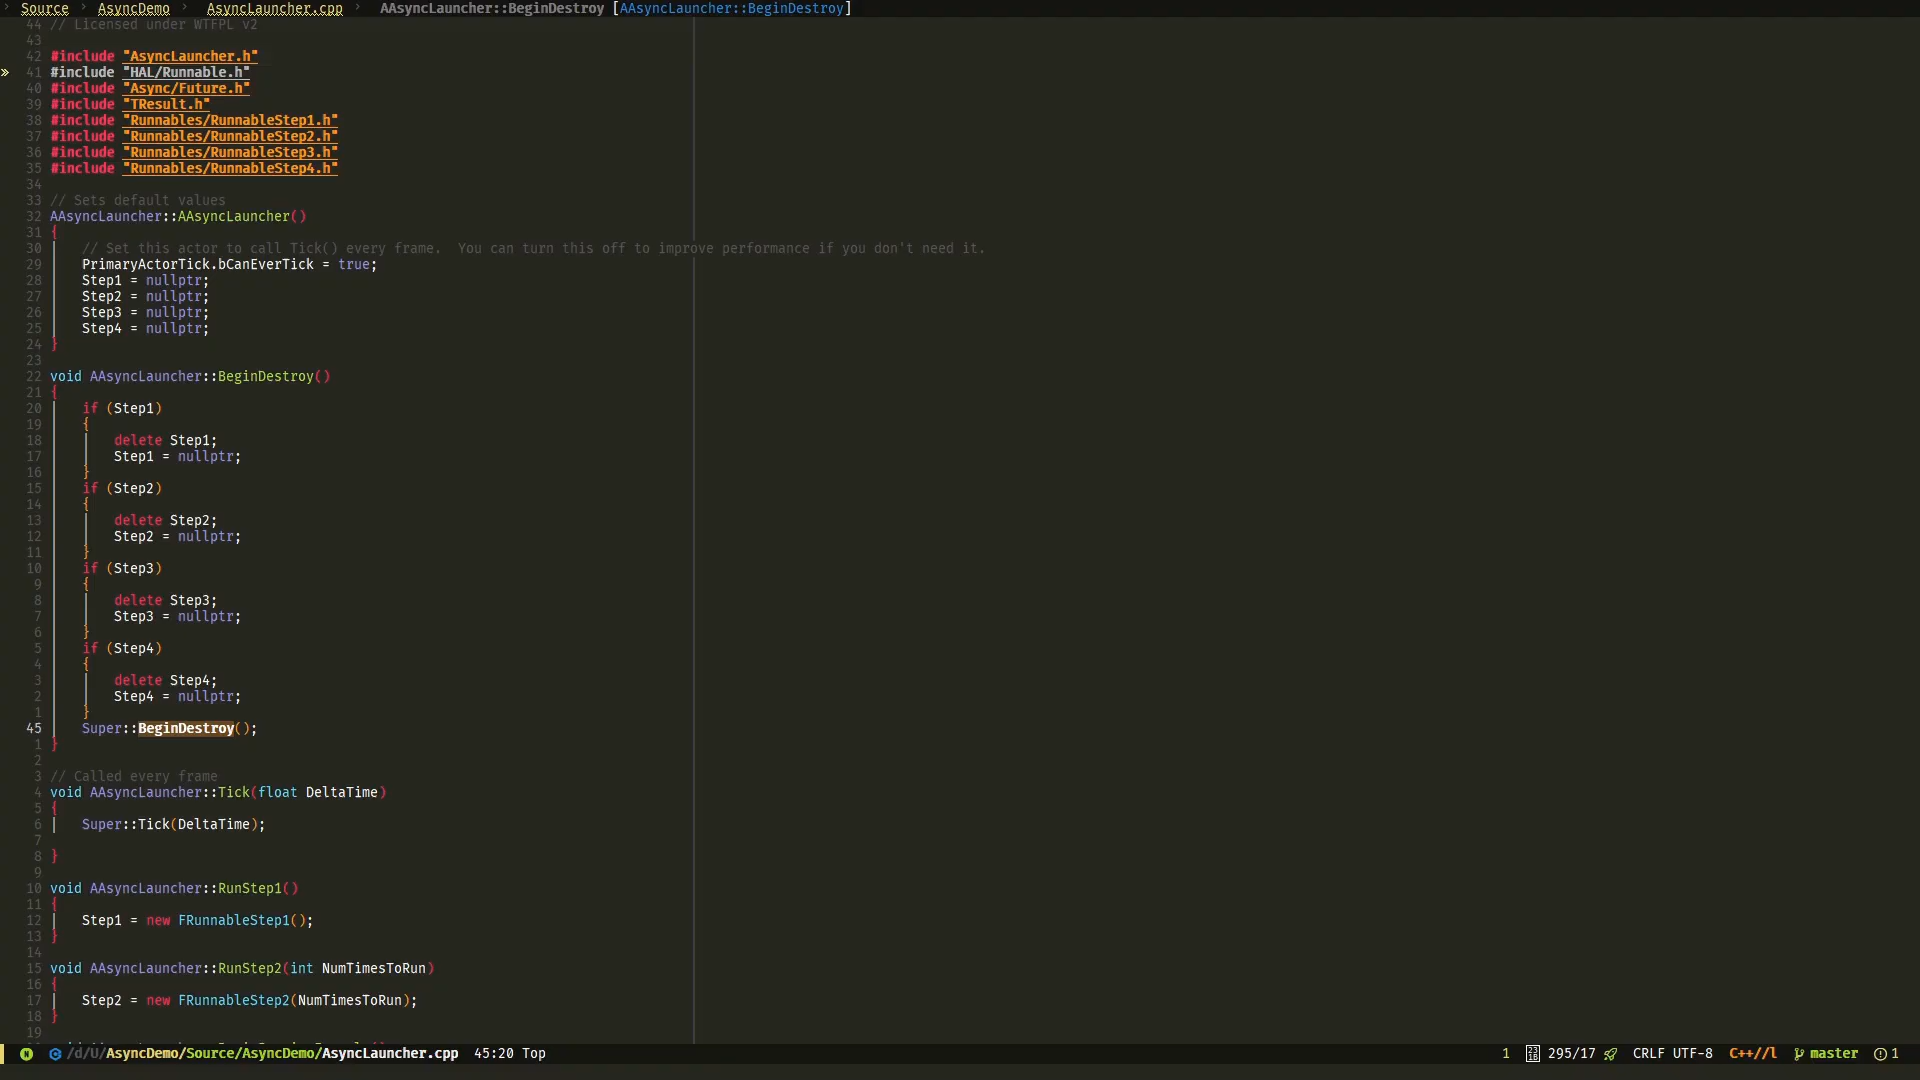 › Source › AsyncDemo › AsyncLauncher.cpp › AAsyncLauncher::BeginDestroy [AAsyncLauncher::BeginDestroy]
44 // Licensed under WTFPL v2
43
42 #include "AsyncLauncher.h"
» 41 #include "HAL/Runnable.h"
40 #include "Async/Future.h"
39 #include "TResult.h"
38 #include "Runnables/RunnableStep1.h"
37 #include "Runnables/RunnableStep2.h"
36 #include "Runnables/RunnableStep3.h"
35 #include "Runnables/RunnableStep4.h"
34
33 // Sets default values
32 AAsyncLauncher::AAsyncLauncher()
31 {
30 // Set this actor to call Tick() every frame.  You can turn this off to improve performance if you don't need it.
29 PrimaryActorTick.bCanEverTick = true;
28 Step1 = nullptr;
27 Step2 = nullptr;
26 Step3 = nullptr;
25 Step4 = nullptr;
24 }
23
22 void AAsyncLauncher::BeginDestroy()
21 {
20 if (Step1)
19 {
18 delete Step1;
17 Step1 = nullptr;
16 }
15 if (Step2)
14 {
13 delete Step2;
12 Step2 = nullptr;
11 }
10 if (Step3)
9 {
8 delete Step3;
7 Step3 = nullptr;
6 }
5 if (Step4)
4 {
3 delete Step4;
2 Step4 = nullptr;
1 }
45 Super::BeginDestroy();
1 }
2
3 // Called every frame
4 void AAsyncLauncher::Tick(float DeltaTime)
5 {
6 Super::Tick(DeltaTime);
7
8 }
9
10 void AAsyncLauncher::RunStep1()
11 {
12 Step1 = new FRunnableStep1();
13 }
14
15 void AAsyncLauncher::RunStep2(int NumTimesToRun)
16 {
17 Step2 = new FRunnableStep2(NumTimesToRun);
18 }
19
N /d/U/AsyncDemo/Source/AsyncDemo/AsyncLauncher.cpp 45:20 Top 1 295/17 CRLF UTF-8 C++//l master 1